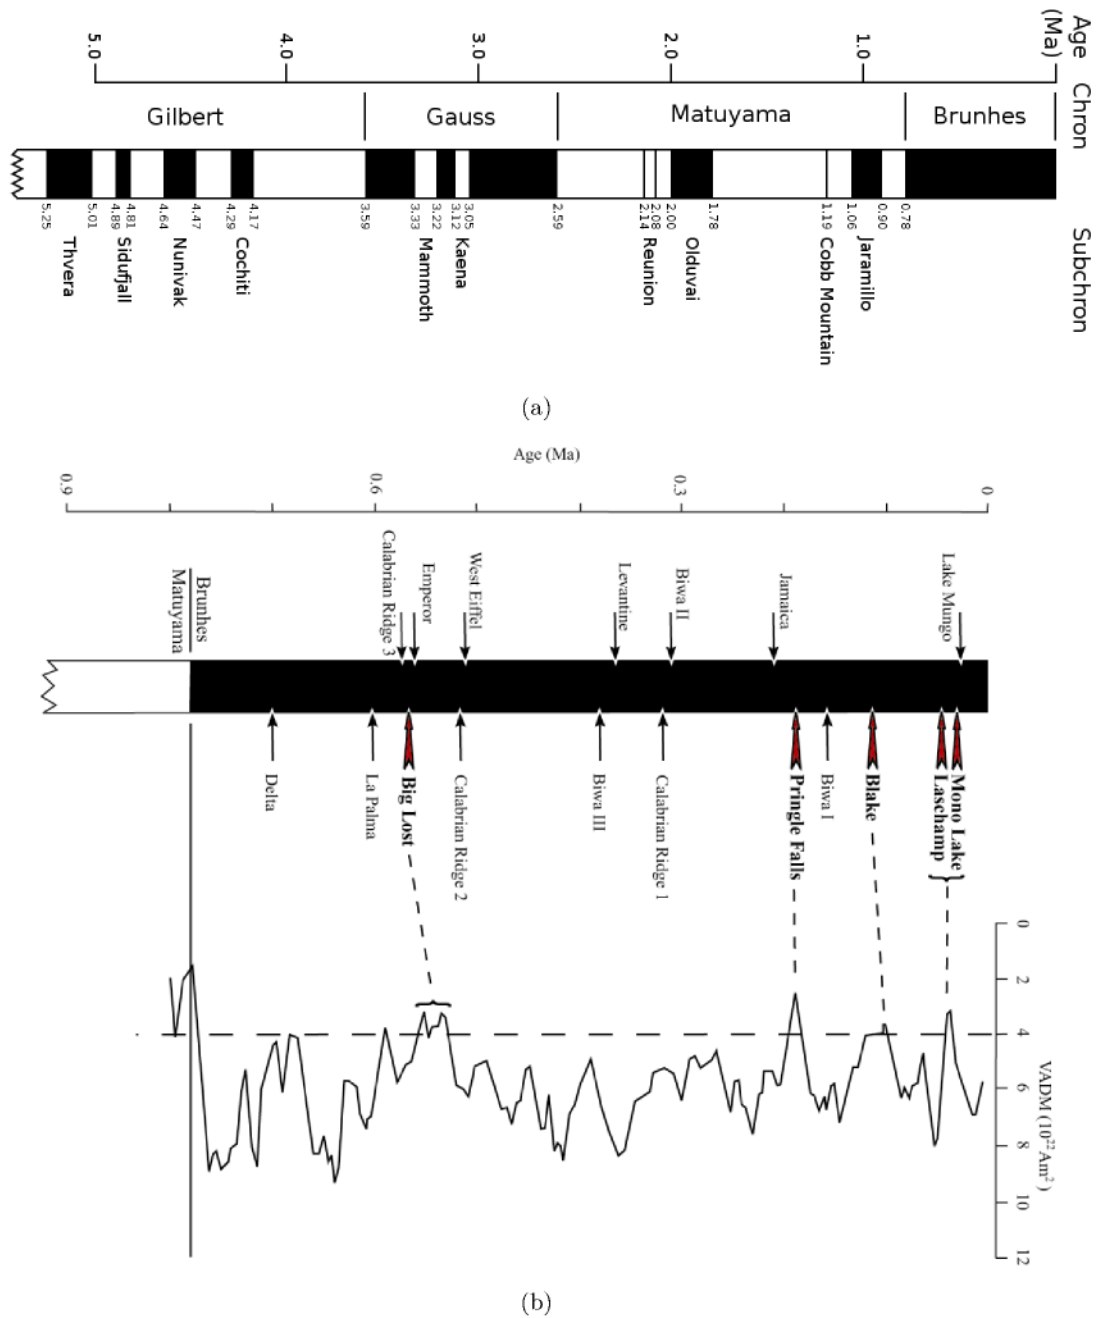 Age
(Ma)
5.0
4.0
3.0
2.0
1.0
Chron
Gilbert
Gauss
Matuyama
Brunhes
5.25
5.01
4.89
4.81
4.64
4.47
4.29
4.17
3.59
3.33
3.22
3.12
3.05
2.59
2.14
2.08
2.00
1.78
1.19
1.06
0.90
0.78
Subchron
Thvera
Sidufjall
Nunivak
Cochiti
Mammoth
Kaena
Reunion
Olduvai
Cobb Mountain
Jaramillo
(a)
Age (Ma)
0.9
0.6
0.3
0
Matuyama
Brunhes
Calabrian Ridge 3
Emperor
West Eiffel
Levantine
Biwa II
Jamaica
Lake Mungo
Delta
La Palma
Big Lost
Calabrian Ridge 2
Biwa III
Calabrian Ridge 1
Pringle Falls
Biwa I
Blake
Laschamp
Mono Lake
0
2
4
6
8
10
12
VADM (10²² Am²)
(b)